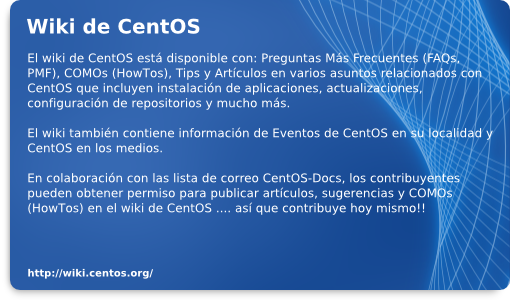 Wiki de CentOS
El wiki de CentOS está disponible con: Preguntas Más Frecuentes (FAQs,
PMF), COMOs (HowTos), Tips y Artículos en varios asuntos relacionados con
CentOS que incluyen instalación de aplicaciones, actualizaciones,
configuración de repositorios y mucho más.
El wiki también contiene información de Eventos de CentOS en su localidad y
CentOS en los medios.
En colaboración con las lista de correo CentOS-Docs, los contribuyentes
pueden obtener permiso para publicar artículos, sugerencias y COMOs
(HowTos) en el wiki de CentOS .... así que contribuye hoy mismo!!
http://wiki.centos.org/